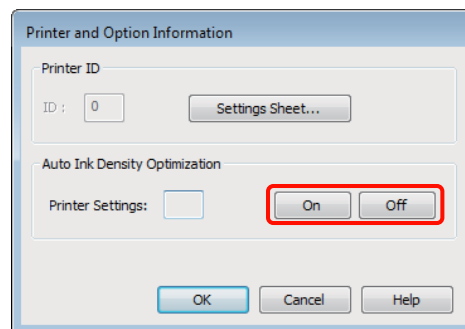 Printer and Option Information
Printer ID
ID : 0 Settings Sheet...
Auto Ink Density Optimization
Printer Settings: On Off
OK Cancel Help